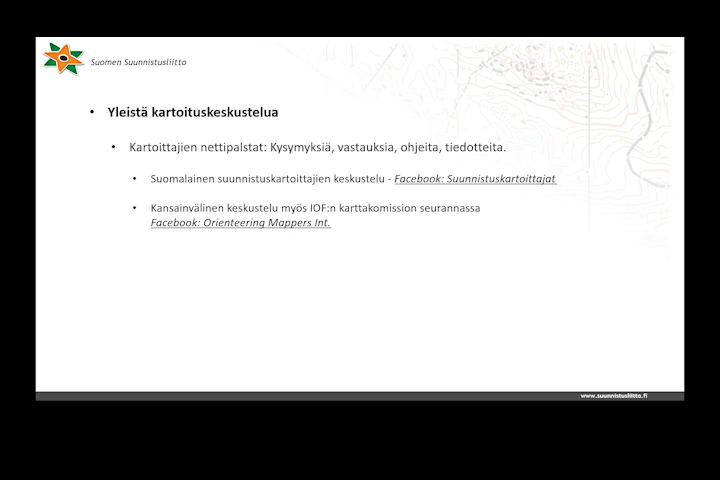 Suomen Suunnistusliitto
• Yleistä kartoituskeskustelua
• Kartoittajien nettipalstat: Kysymyksiä, vastauksia, ohjeita, tiedotteita.
• Suomalainen suunnistuskartoittajien keskustelu - Facebook: Suunnistuskartoittajat
• Kansainvälinen keskustelu myös IOF:n karttakomission seurannassa
Facebook: Orienteering Mappers Int.
www.suunnistusliitto.fi